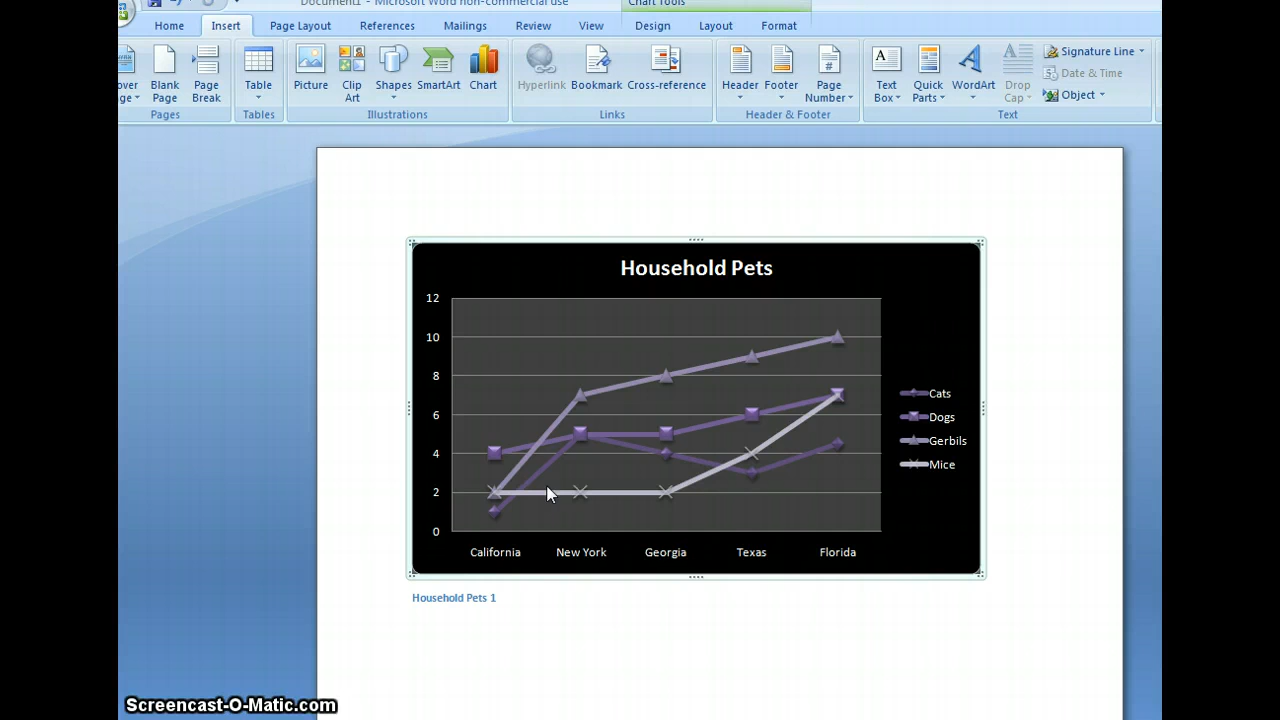 Document1 - Microsoft Word non-commercial use
Chart Tools
Home Insert Page Layout References Mailings Review View Design Layout Format
over Page
Blank Page
Page Break
Table
Picture
Clip Art
Shapes
SmartArt
Chart
Hyperlink
Bookmark
Cross-reference
Header
Footer
Page Number
Text Box
Quick Parts
WordArt
Drop Cap
Signature Line
Date & Time
Object
Pages Tables Illustrations Links Header & Footer Text
Household Pets
12
10
8
6
4
2
0
California New York Georgia Texas Florida
Cats
Dogs
Gerbils
Mice
Household Pets 1
Screencast-O-Matic.com